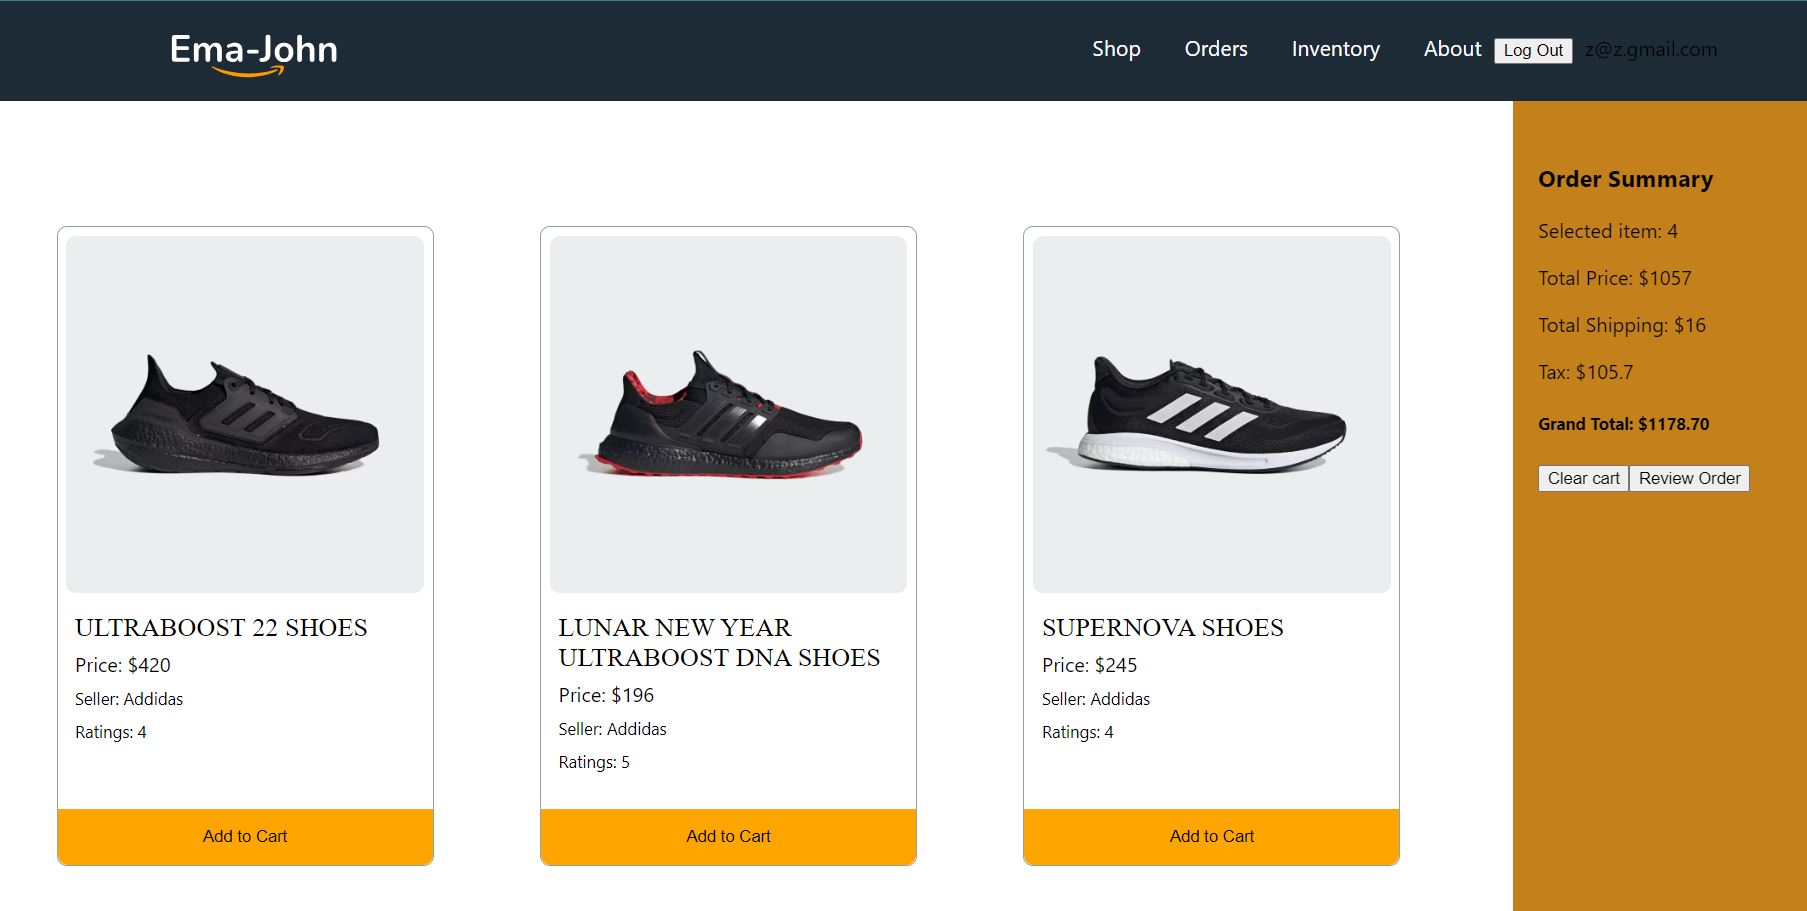 Ema-John
Shop Orders Inventory About Log Out z@z.gmail.com
Order Summary
Selected item: 4
Total Price: $1057
Total Shipping: $16
Tax: $105.7
Grand Total: $1178.70
Clear cart Review Order
ULTRABOOST 22 SHOES
Price: $420
Seller: Addidas
Ratings: 4
Add to Cart
LUNAR NEW YEAR
ULTRABOOST DNA SHOES
Price: $196
Seller: Addidas
Ratings: 5
Add to Cart
SUPERNOVA SHOES
Price: $245
Seller: Addidas
Ratings: 4
Add to Cart